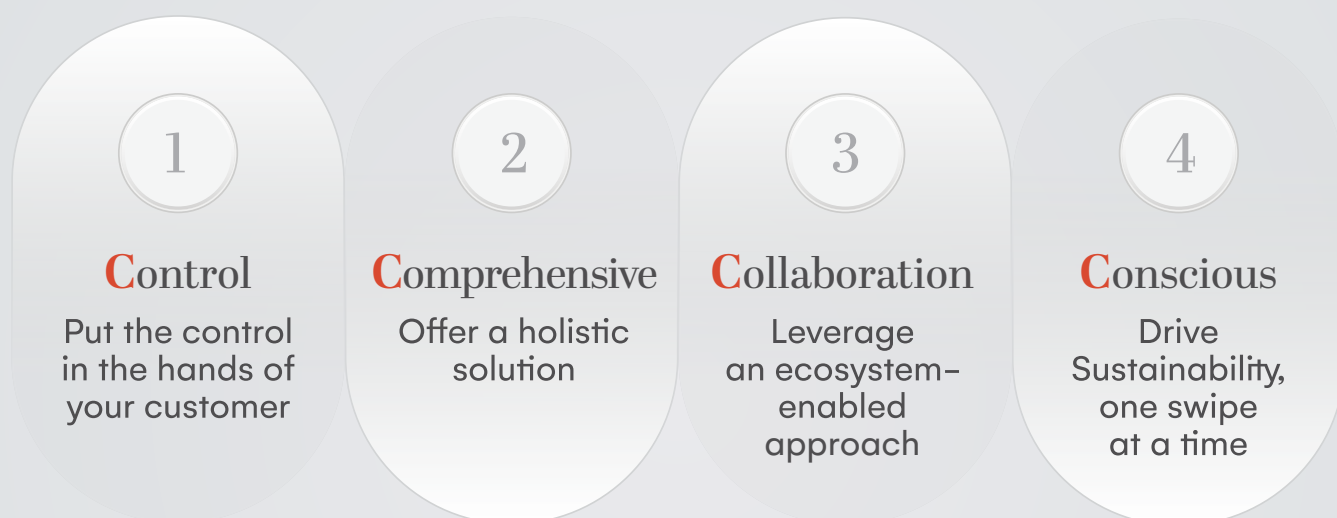 1
Control
Put the control
in the hands of
your customer
2
Comprehensive
Offer a holistic
solution
3
Collaboration
Leverage
an ecosystem-
enabled
approach
4
Conscious
Drive
Sustainability,
one swipe
at a time